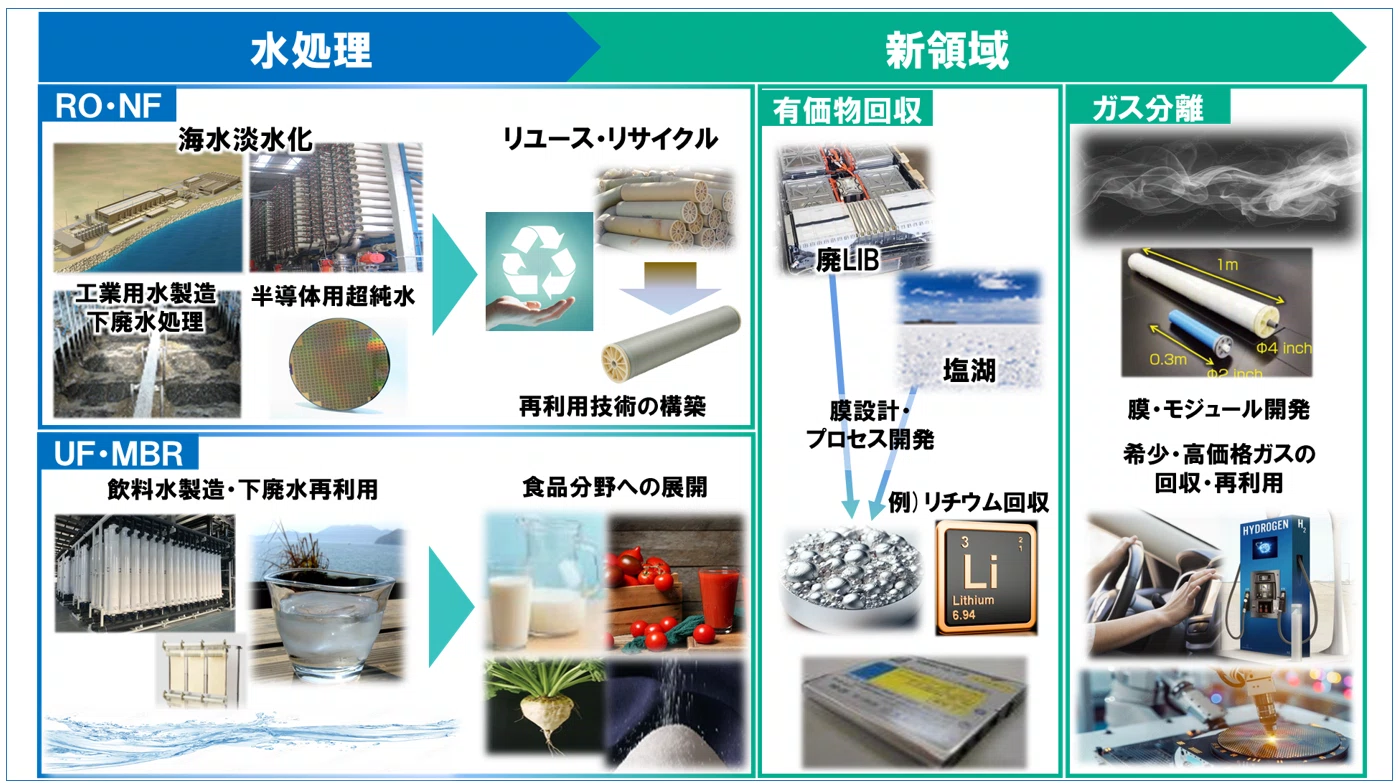 水処理
新領域
RO・NF
海水淡水化
工業用水製造
下廃水処理
半導体用超純水
リユース・リサイクル
再利用技術の構築
UF・MBR
飲料水製造・下廃水再利用
食品分野への展開
有価物回収
廃LIB
塩湖
膜設計・
プロセス開発
例）リチウム回収
3
2
1
Li
Lithium
6.94
ガス分離
1m
Φ4 inch
0.3m
Φ2 inch
膜・モジュール開発
希少・高価格ガスの
回収・再利用
HYDROGEN H2